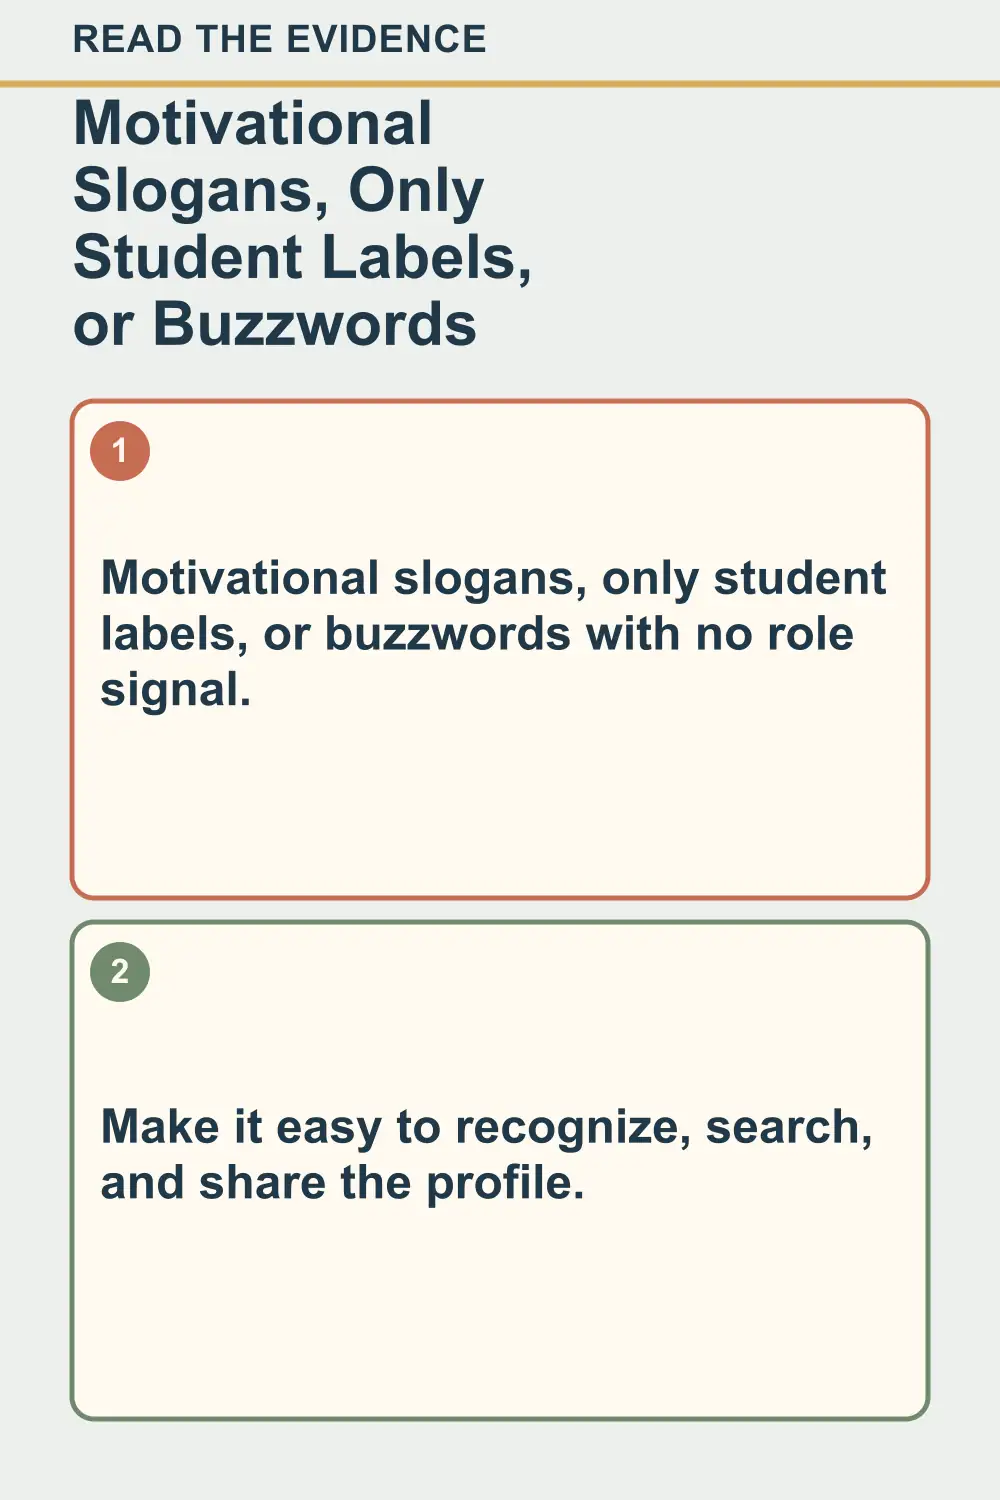 READ THE EVIDENCE
Motivational
Slogans, Only
Student Labels,
or Buzzwords
1
Motivational slogans, only student
labels, or buzzwords with no role
signal.
2
Make it easy to recognize, search,
and share the profile.